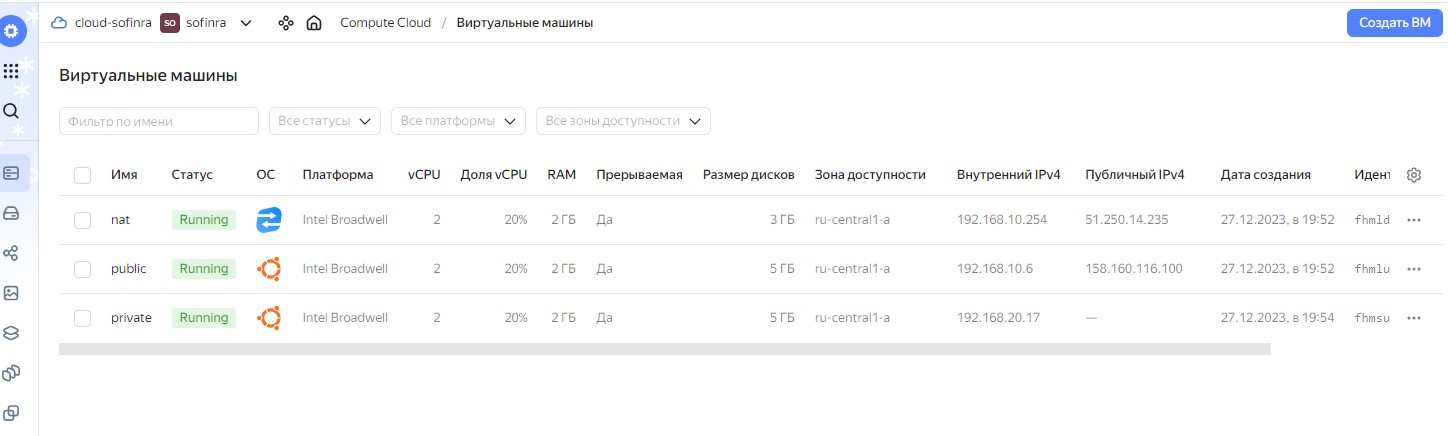 cloud-sofinra SO sofinra Compute Cloud / Виртуальные машины Создать ВМ
Виртуальные машины
Фильтр по имени Все статусы Все платформы Все зоны доступности
Имя Статус ОС Платформа vCPU Доля vCPU RAM Прерываемая Размер дисков Зона доступности Внутренний IPv4 Публичный IPv4 Дата создания Идент
nat Running Intel Broadwell 2 20% 2 ГБ Да 3 ГБ ru-central1-a 192.168.10.254 51.250.14.235 27.12.2023, в 19:52 fhmld
public Running Intel Broadwell 2 20% 2 ГБ Да 5 ГБ ru-central1-a 192.168.10.6 158.160.116.100 27.12.2023, в 19:52 fhmlu
private Running Intel Broadwell 2 20% 2 ГБ Да 5 ГБ ru-central1-a 192.168.20.17 — 27.12.2023, в 19:54 fhmsu